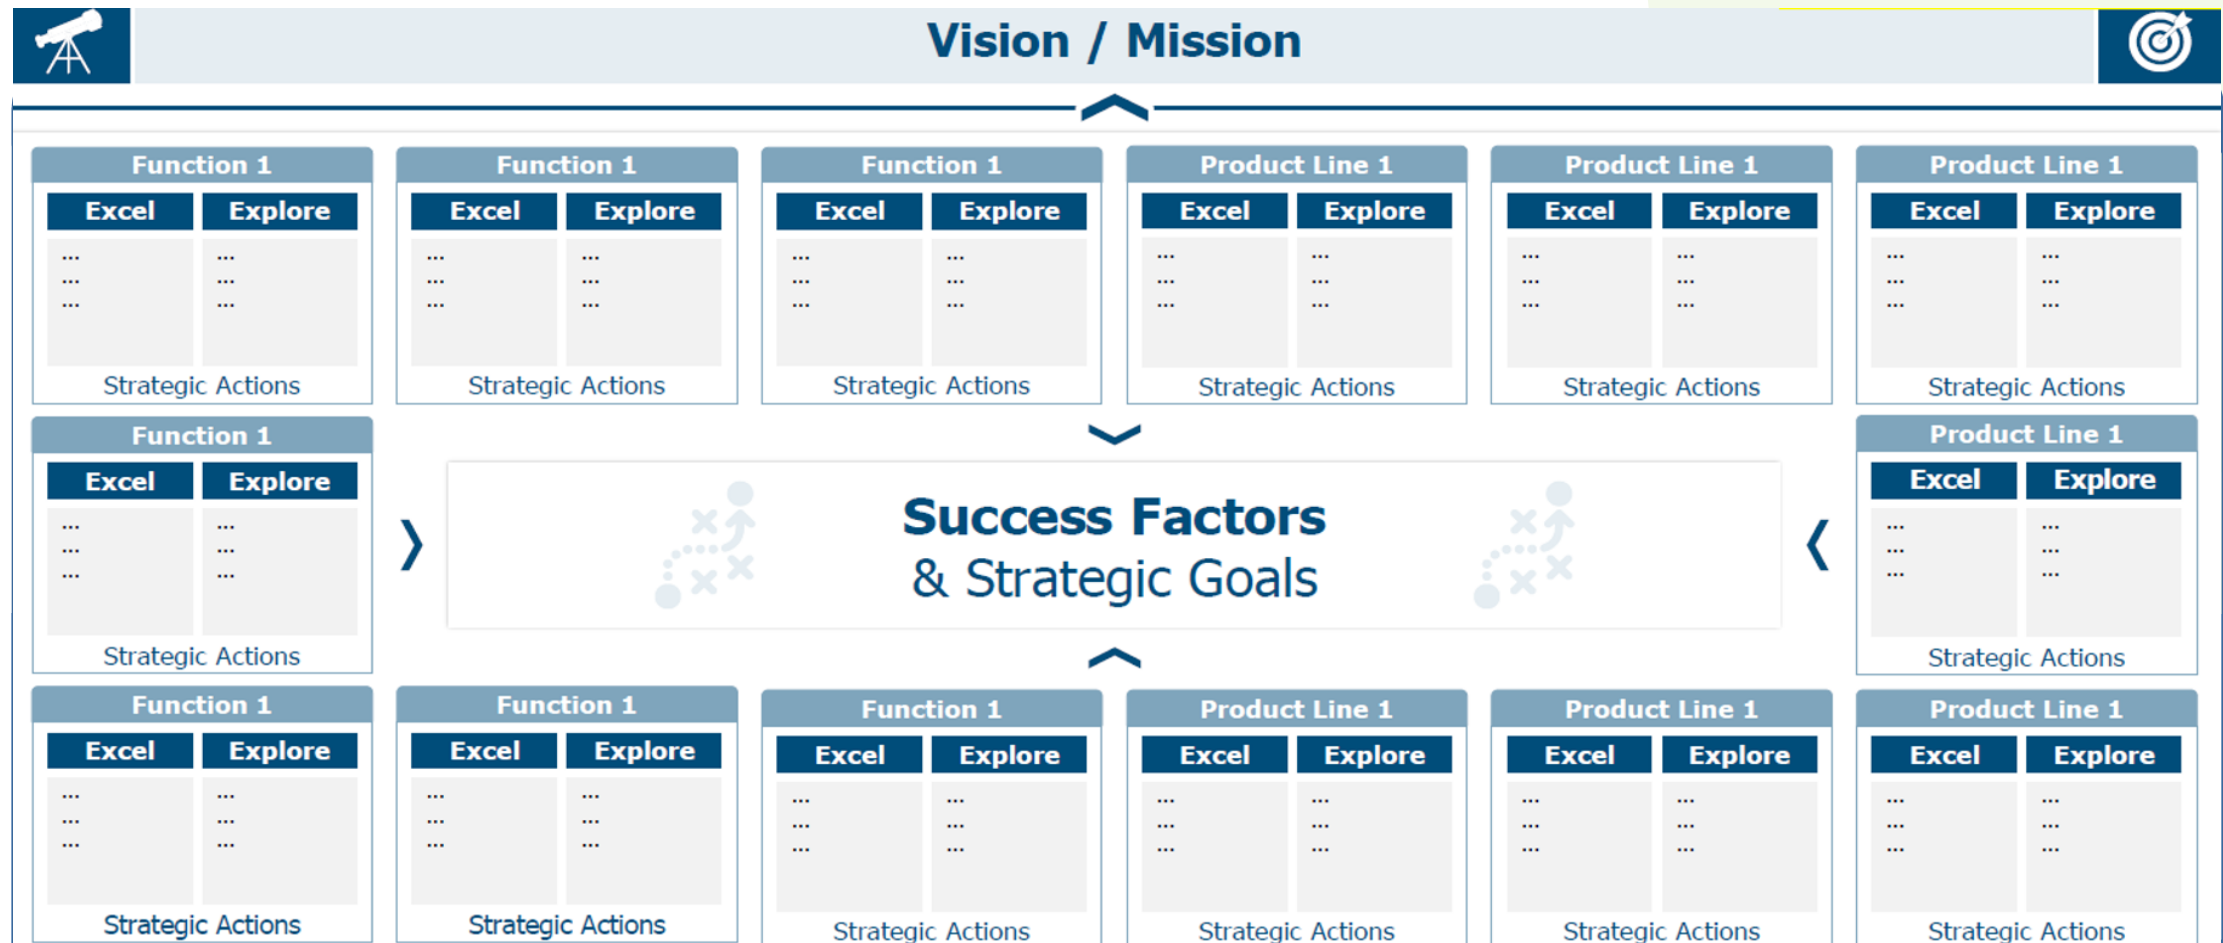 Vision / Mission
Function 1 Function 1 Function 1 Product Line 1 Product Line 1 Product Line 1
Excel Explore Excel Explore Excel Explore Excel Explore Excel Explore Excel Explore
... ... ... ... ... ... ... ... ... ... ... ...
... ... ... ... ... ... ... ... ... ... ... ...
... ... ... ... ... ... ... ... ... ... ... ...
Strategic Actions Strategic Actions Strategic Actions Strategic Actions Strategic Actions Strategic Actions
Function 1
Excel Explore
... ...
... ...
... ...
Strategic Actions
Success Factors
& Strategic Goals
Product Line 1
Excel Explore
... ...
... ...
... ...
Strategic Actions
Function 1 Function 1 Function 1 Product Line 1 Product Line 1 Product Line 1
Excel Explore Excel Explore Excel Explore Excel Explore Excel Explore Excel Explore
... ... ... ... ... ... ... ... ... ... ... ...
... ... ... ... ... ... ... ... ... ... ... ...
... ... ... ... ... ... ... ... ... ... ... ...
Strategic Actions Strategic Actions Strategic Actions Strategic Actions Strategic Actions Strategic Actions